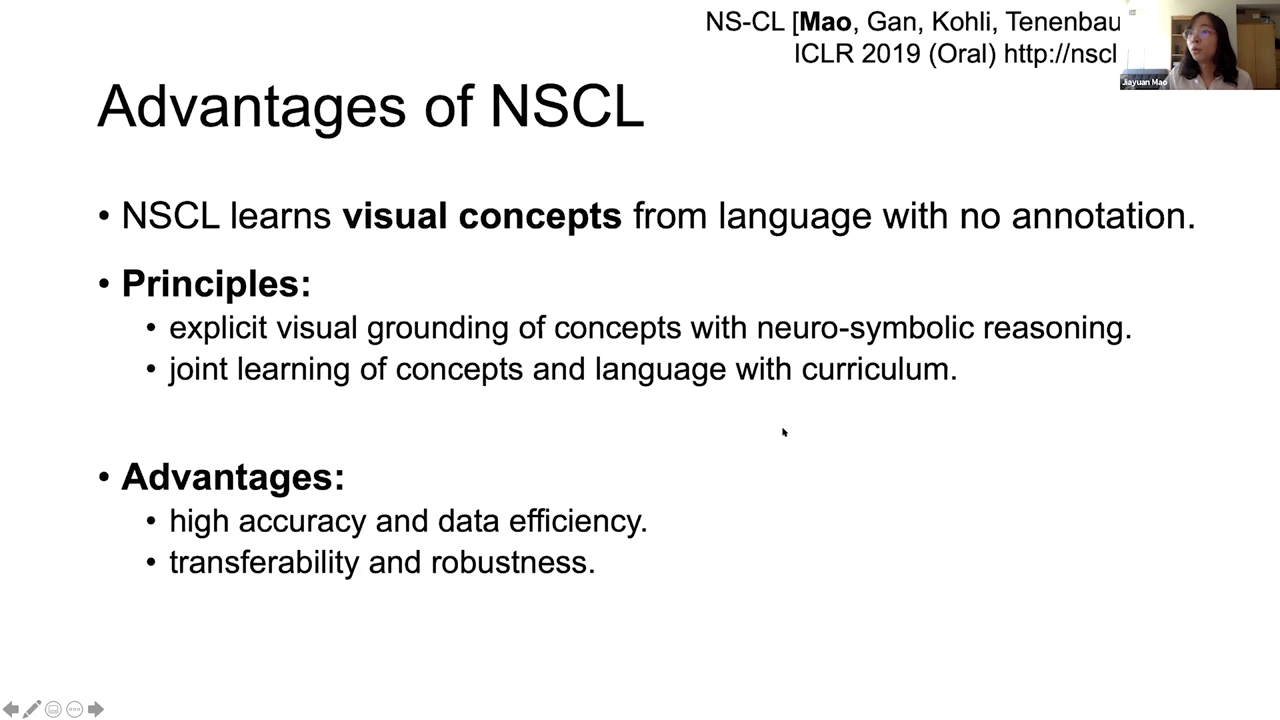 NS-CL [Mao, Gan, Kohli, Tenenbau
ICLR 2019 (Oral) http://nscl
Jiayuan Mao
Advantages of NSCL
• NSCL learns visual concepts from language with no annotation.
• Principles:
• explicit visual grounding of concepts with neuro-symbolic reasoning.
• joint learning of concepts and language with curriculum.
• Advantages:
• high accuracy and data efficiency.
• transferability and robustness.